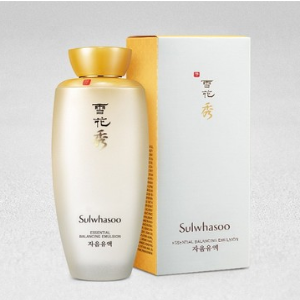 雪花秀
Sulwhasoo
ESSENTIAL
BALANCING EMULSION
자음유액
雪花秀
Sulwhasoo
ESSENTIAL BALANCING EMULSION
자음유액